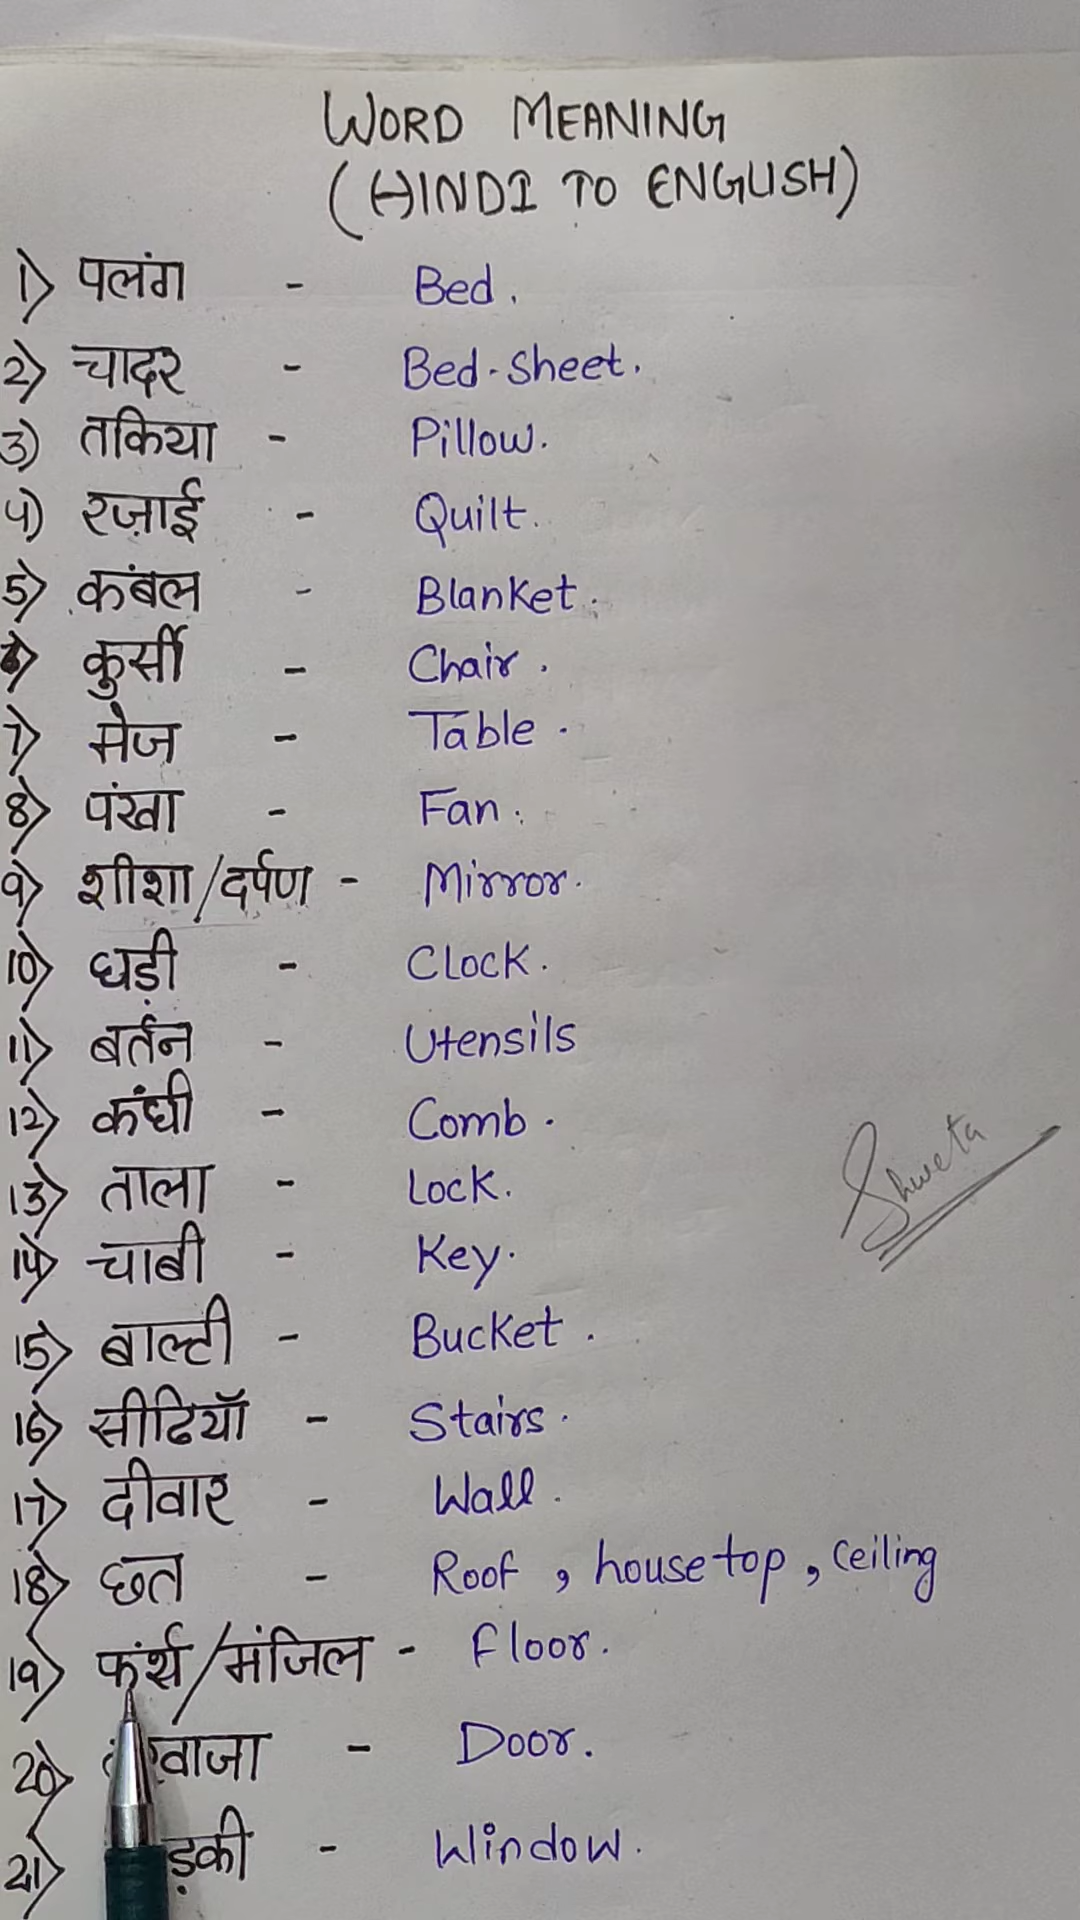 WORD MEANING
(HINDI TO ENGLISH)
1) पलंग - Bed.
2) चादर - Bed-sheet.
3) तकिया - Pillow.
4) रज़ाई - Quilt.
5) कंबल - Blanket.
6) कुर्सी - Chair.
7) मेज - Table.
8) पंखा - Fan.
9) शीशा/दर्पण - Mirror.
10) घड़ी - Clock.
11) बर्तन - Utensils
12) कंघी - Comb.
13) ताला - Lock.
14) चाबी - Key.
Shweta
15) बाल्टी - Bucket.
16) सीढियॉ - Stairs.
17) दीवार - Wall.
18) छत - Roof, house top, Ceiling
19) फर्श/मंजिल - Floor.
20) - Door.
21) - Window.